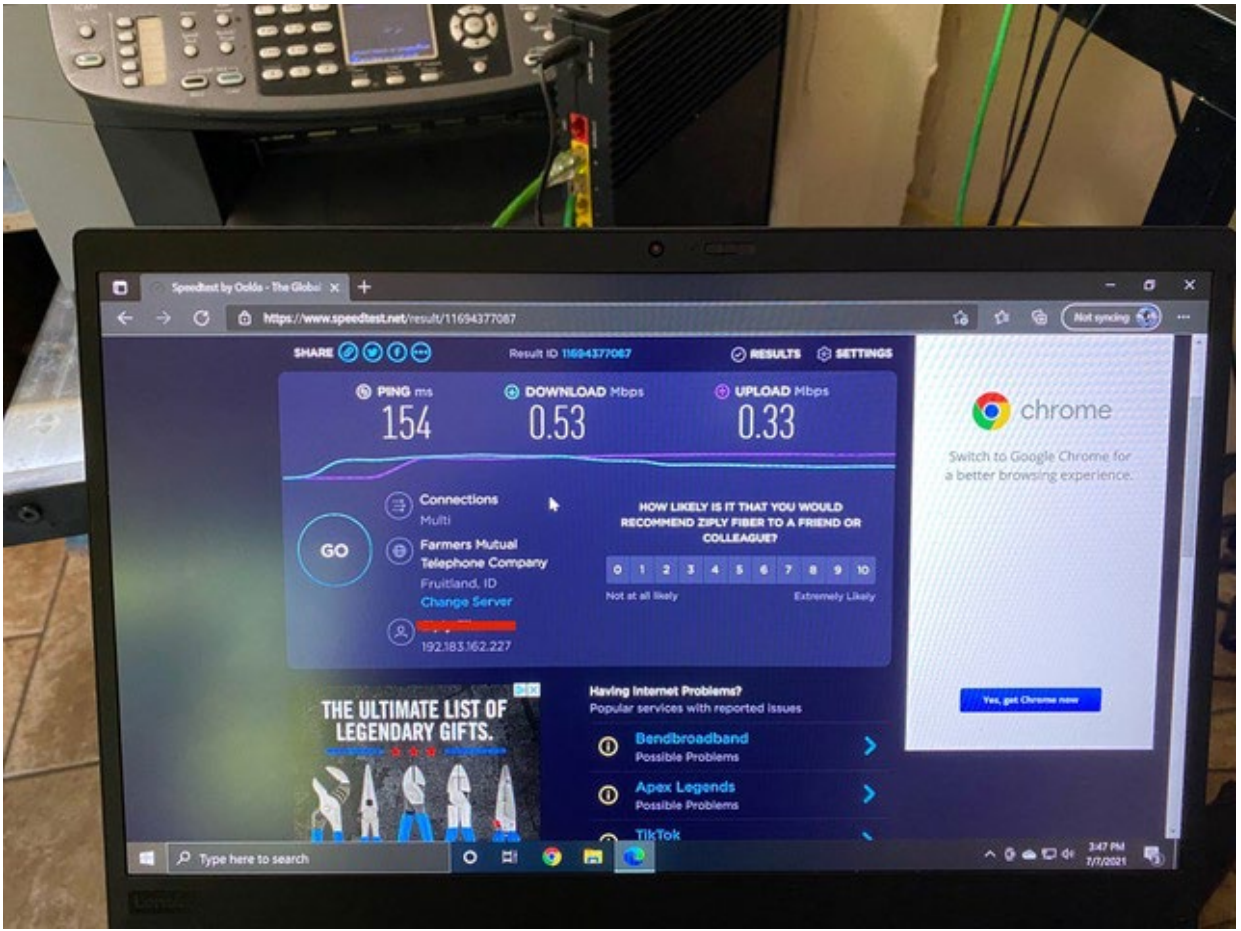 Speedtest by Ookla - The Global
https://www.speedtest.net/result/11694377087
Not syncing
SHARE
Result ID 11694377087
RESULTS
SETTINGS
PING ms
DOWNLOAD Mbps
UPLOAD Mbps
154
0.53
0.33
GO
Connections
Multi
Farmers Mutual
Telephone Company
Fruitland, ID
Change Server
192.183.162.227
HOW LIKELY IS IT THAT YOU WOULD
RECOMMEND ZIPLY FIBER TO A FRIEND OR
COLLEAGUE?
0 1 2 3 4 5 6 7 8 9 10
Not at all likely
Extremely Likely
chrome
Switch to Google Chrome for
a better browsing experience.
Yes, get Chrome now
THE ULTIMATE LIST OF
LEGENDARY GIFTS.
Having Internet Problems?
Popular services with reported issues
Bendbroadband
Possible Problems
Apex Legends
Possible Problems
TikTok
Type here to search
3:47 PM
7/7/2021
Lenovo